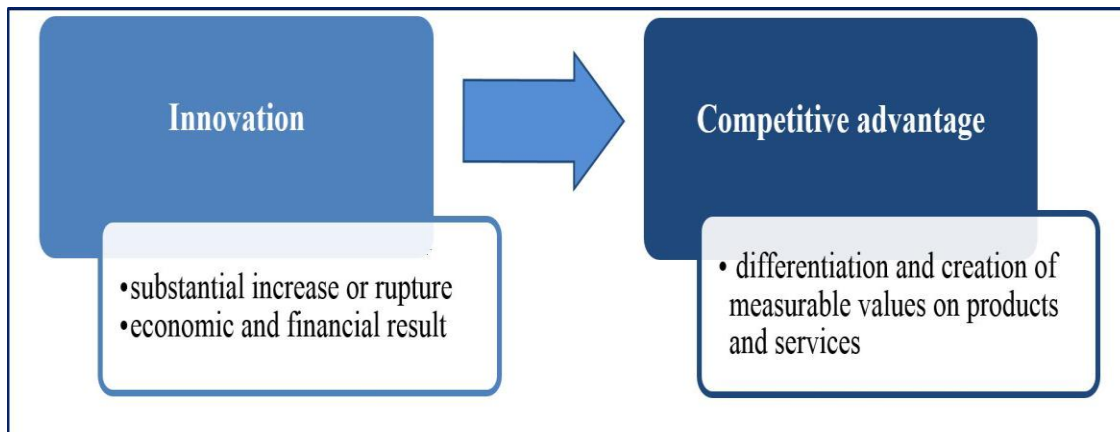 Innovation
•substantial increase or rupture
•economic and financial result
Competitive advantage
• differentiation and creation of
measurable values on products
and services